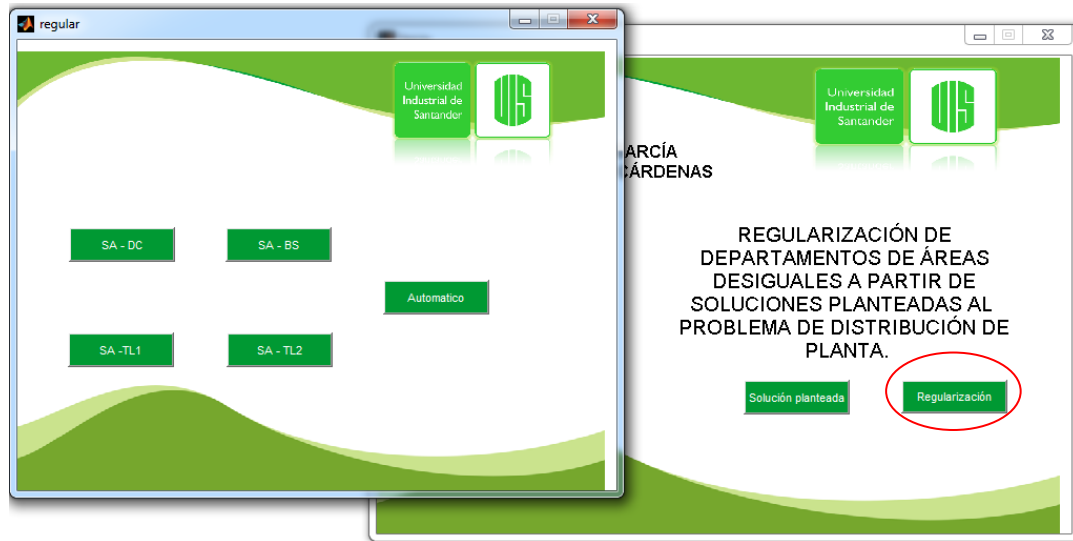 regular
Universidad
Industrial de
Santander
UIS
SA - DC
SA - BS
Automatico
SA -TL1
SA - TL2
Universidad
Industrial de
Santander
UIS
ARCÍA
CÁRDENAS
REGULARIZACIÓN DE
DEPARTAMENTOS DE ÁREAS
DESIGUALES A PARTIR DE
SOLUCIONES PLANTEADAS AL
PROBLEMA DE DISTRIBUCIÓN DE
PLANTA.
Solución planteada
Regularización